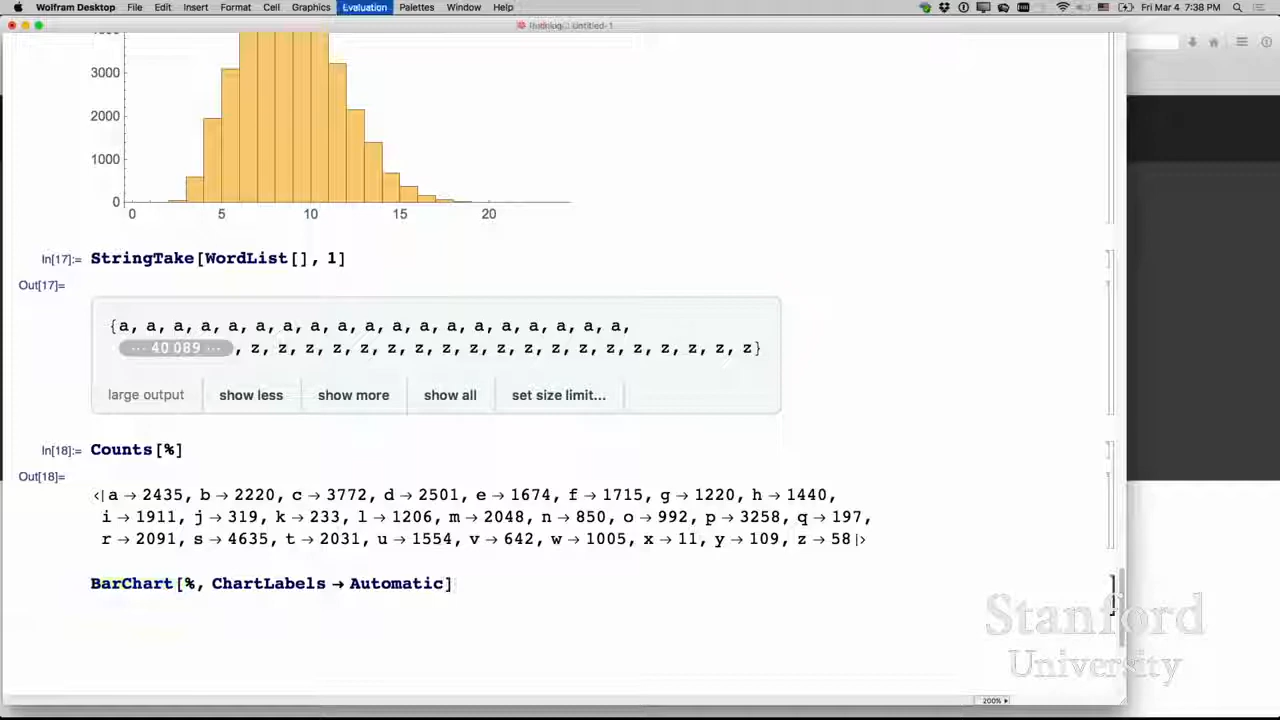 Wolfram Desktop File Edit Insert Format Cell Graphics Evaluation Palettes Window Help Fri Mar 4 7:38 PM
Untitled-1
3000
2000
1000
0
0 5 10 15 20
In[17]:= StringTake[WordList[], 1]
Out[17]=
{a, a, a, a, a, a, a, a, a, a, a, a, a, a, a, a, a, a, a,
⋯ 40 089 ⋯ , z, z, z, z, z, z, z, z, z, z, z, z, z, z, z, z, z, z, z}
large output show less show more show all set size limit...
In[18]:= Counts[%]
Out[18]=
<|a → 2435, b → 2220, c → 3772, d → 2501, e → 1674, f → 1715, g → 1220, h → 1440,
i → 1911, j → 319, k → 233, l → 1206, m → 2048, n → 850, o → 992, p → 3258, q → 197,
r → 2091, s → 4635, t → 2031, u → 1554, v → 642, w → 1005, x → 11, y → 109, z → 58|>
BarChart[%, ChartLabels → Automatic]
Stanford
University
200%